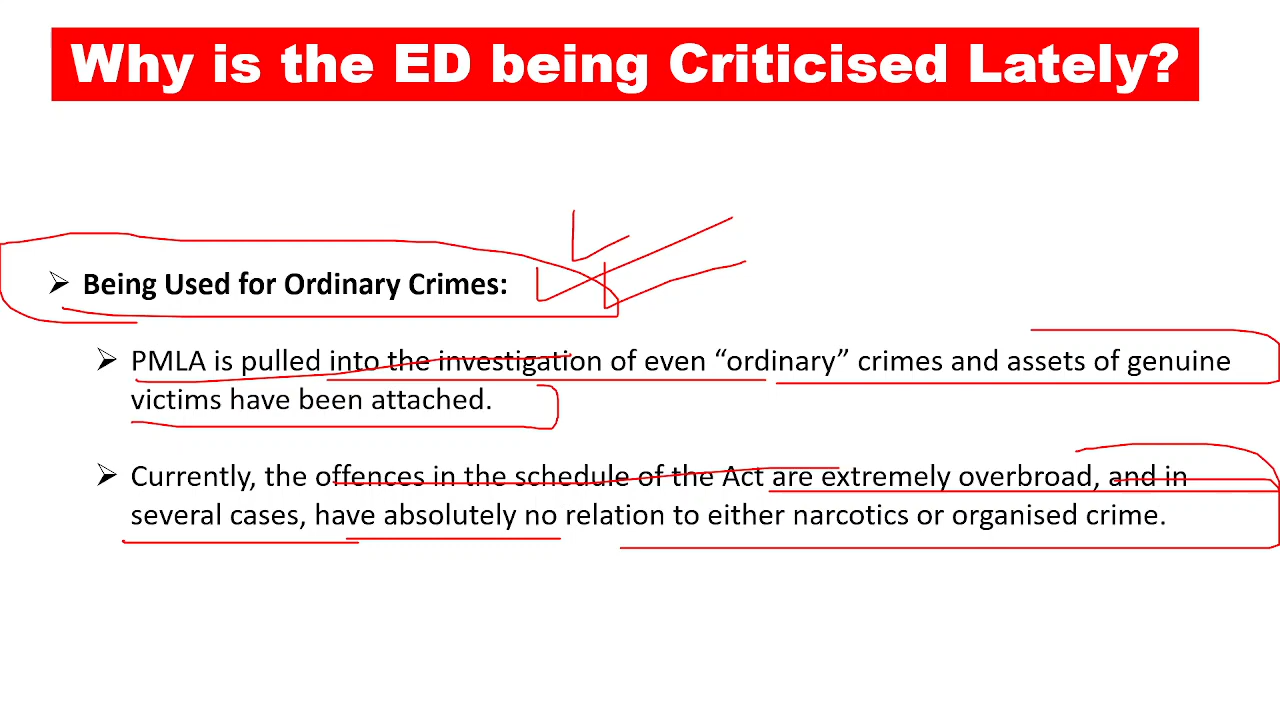 Why is the ED being Criticised Lately?
➢ Being Used for Ordinary Crimes:
➢ PMLA is pulled into the investigation of even “ordinary” crimes and assets of genuine
victims have been attached.
➢ Currently, the offences in the schedule of the Act are extremely overbroad, and in
several cases, have absolutely no relation to either narcotics or organised crime.